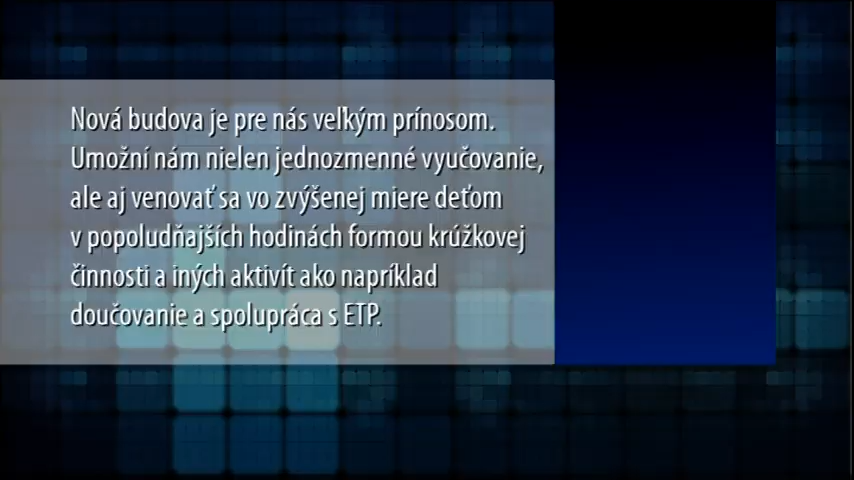 Nová budova je pre nás veľkým prínosom.
Umožní nám nielen jednozmenné vyučovanie,
ale aj venovať sa vo zvýšenej miere deťom
v popoludňajších hodinách formou krúžkovej
činnosti a iných aktivít ako napríklad
doučovanie a spolupráca s ETP.